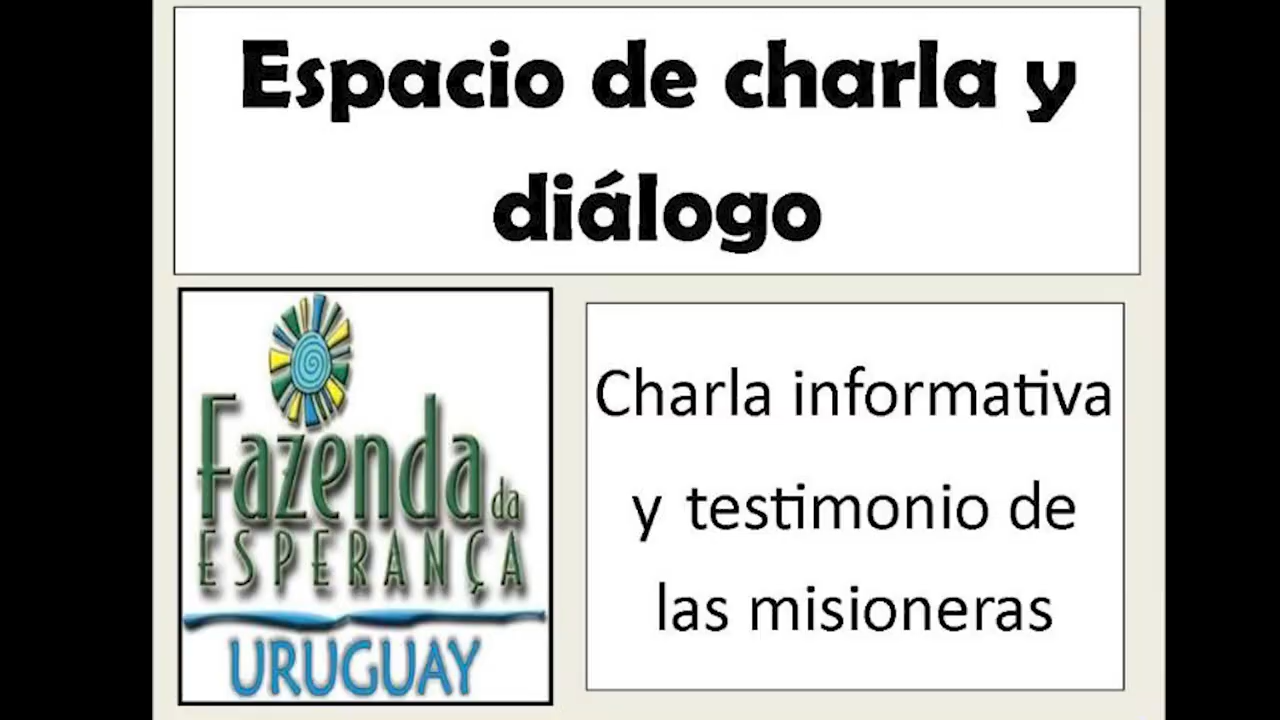 Espacio de charla y
diálogo
Fazenda da
ESPERANÇA
URUGUAY
Charla informativa
y testimonio de
las misioneras